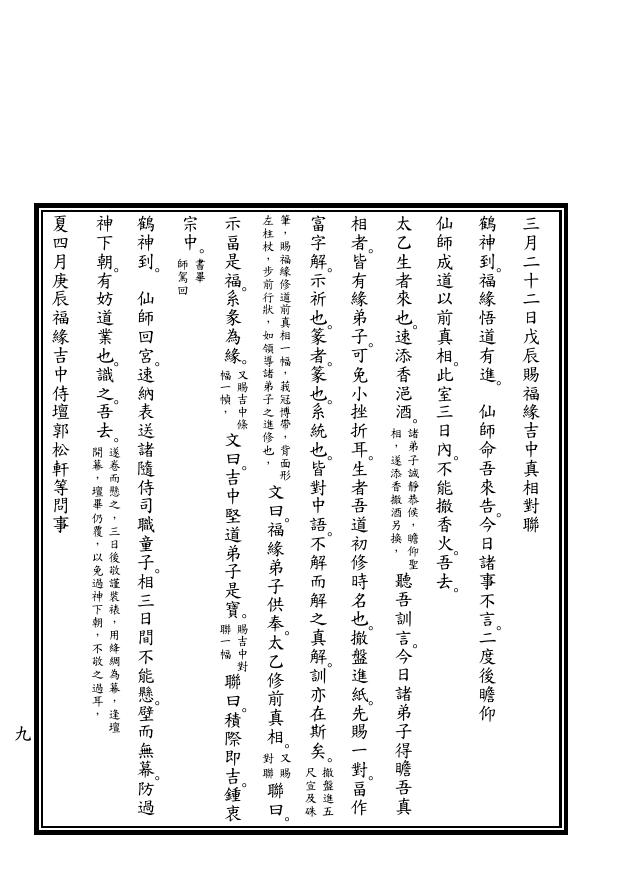 三月二十二日戊辰賜福緣吉中真相對聯
鶴神到。福緣悟道有進。　仙師命吾來告。今日諸事不言。二度後瞻仰
仙師成道以前真相。此室三日內。不能撤香火。吾去。
太乙生者來也。速添香浥酒。諸弟子誠靜恭候，瞻仰聖相，遂添香撤酒另換，聽吾訓言。今日諸弟子得瞻吾真
相者。皆有緣弟子。可免小挫折耳。生者吾道初修時名也。撤盤進紙。先賜一對。畐作
富字解。示祈也。篆者。篆也。系統也。皆對中語。不解而解之真解。訓亦在斯矣。撤盤進五尺宣及硃
筆，賜福緣修道前真相一幅，莪冠博帶，背面形左柱杖，步前行狀，如領導諸弟子之進修也，文曰。福緣弟子供奉。太乙修前真相。又賜對聯聯曰。
示畐是福。系彖為緣。又賜吉中條幅一幀，文曰。吉中堅道弟子是寶。賜吉中對聯一幅聯曰。積際即吉。鍾衷
宗中。書畢師駕回
鶴神到。　仙師回宮。速納表送諸隨侍司職童子。相三日間不能懸。壁而無幕。防過
神下朝。有妨道業也。識之。吾去。遂卷而懸之，三日後敬謹裝裱，用絳綢為幕，逢壇開幕，壇畢仍覆，以免過神下朝，不敬之過耳，
夏四月庚辰福緣吉中侍壇郭松軒等問事
九